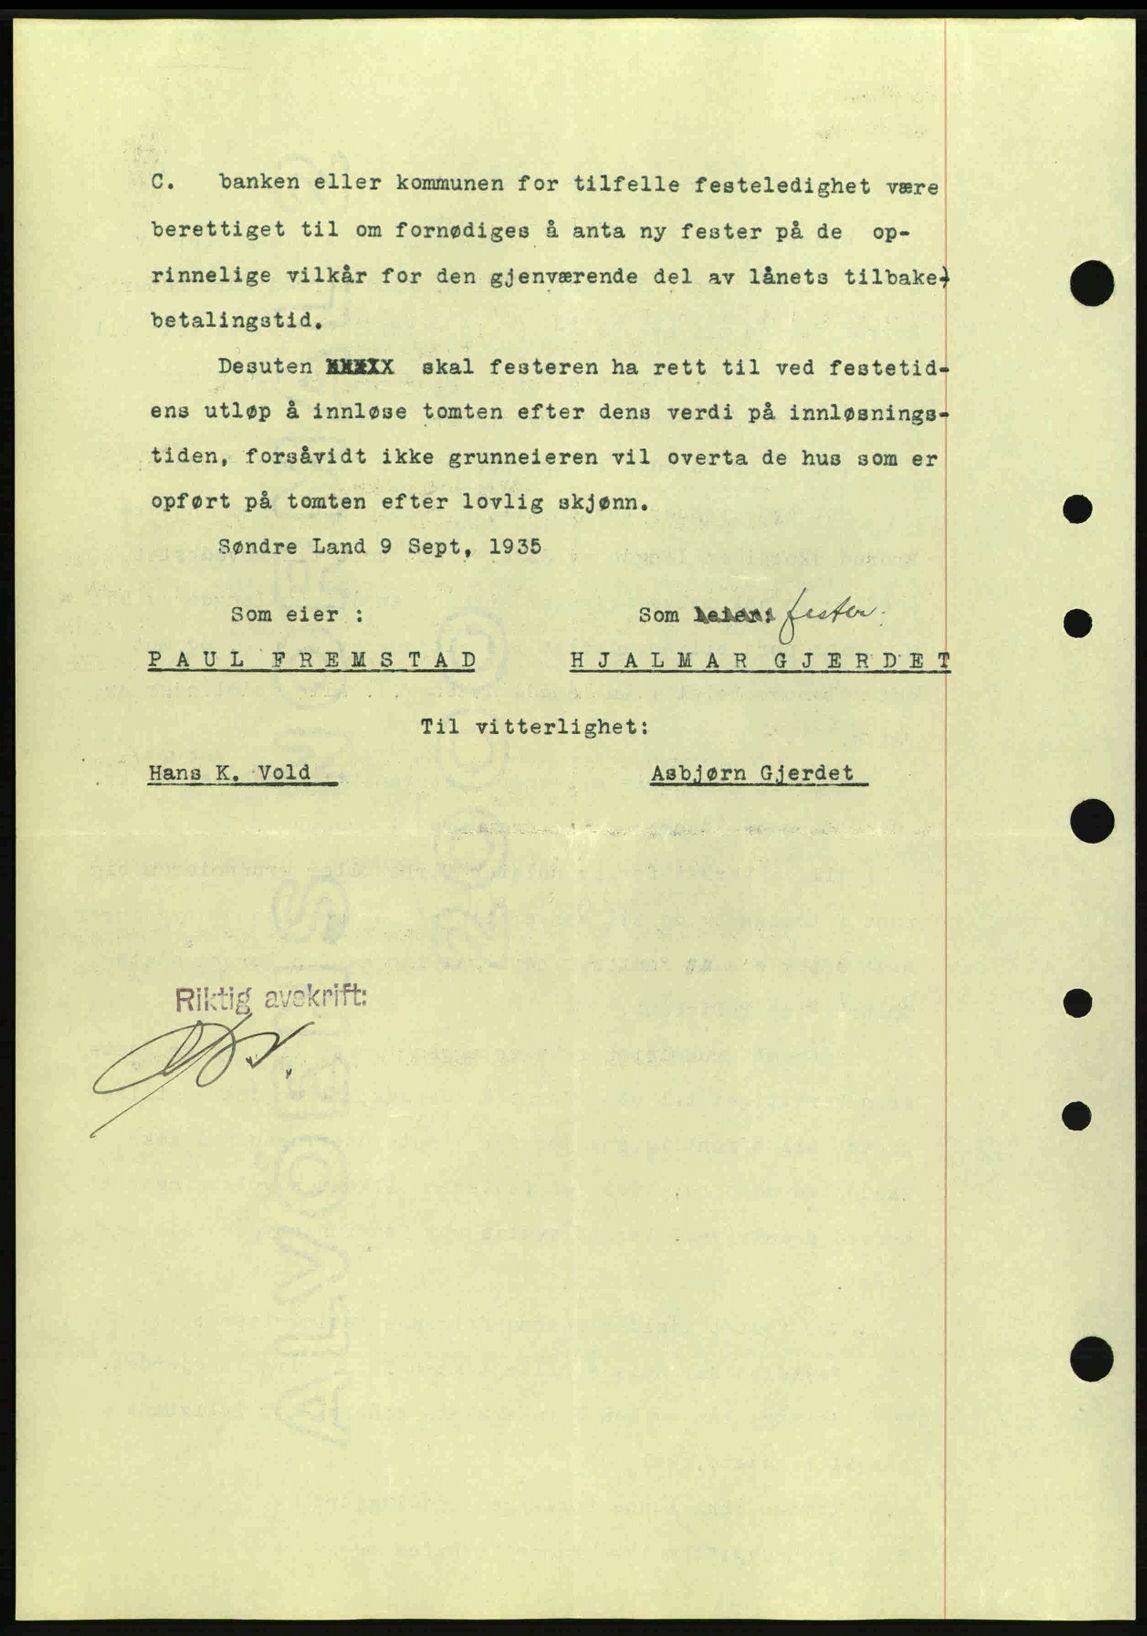 C. banken eller kommunen for tilfelle festeledighet være
berettiget til om fornødiges å anta ny fester på de op-
rinnelige vilkår for den gjenværende del av lånets tilbake-
betalingstid.
Desuten XXXXX skal festeren ha rett til ved festetid-
ens utløp å innløse tomten efter dens verdi på innløsnings-
tiden, forsåvidt ikke grunneieren vil overta de hus som er
opført på tomten efter lovlig skjønn.
Søndre Land 9 Sept, 1935
Som eier : Som leier: fester.
PAUL FREMSTAD HJALMAR GJERDET
Til vitterlighet:
Hans K. Vold Asbjørn Gjerdet
Riktig avskrift: